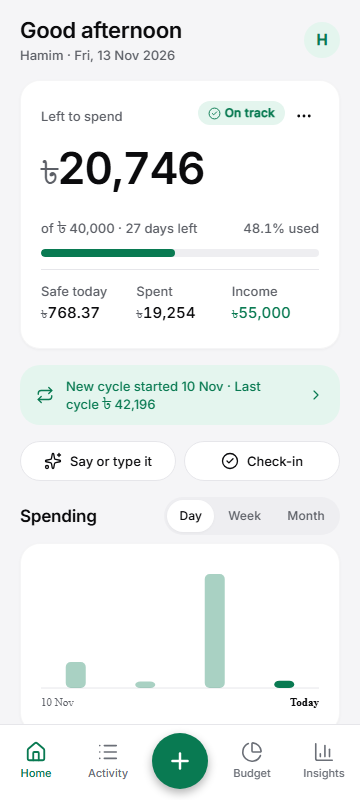 Good afternoon
Hamim · Fri, 13 Nov 2026
H
Left to spend
On track
৳20,746
of ৳ 40,000 · 27 days left
48.1% used
Safe today
Spent
Income
৳768.37
৳19,254
৳55,000
New cycle started 10 Nov · Last
cycle ৳ 42,196
Say or type it
Check-in
Spending
Day
Week
Month
10 Nov
Today
Home
Activity
Budget
Insights